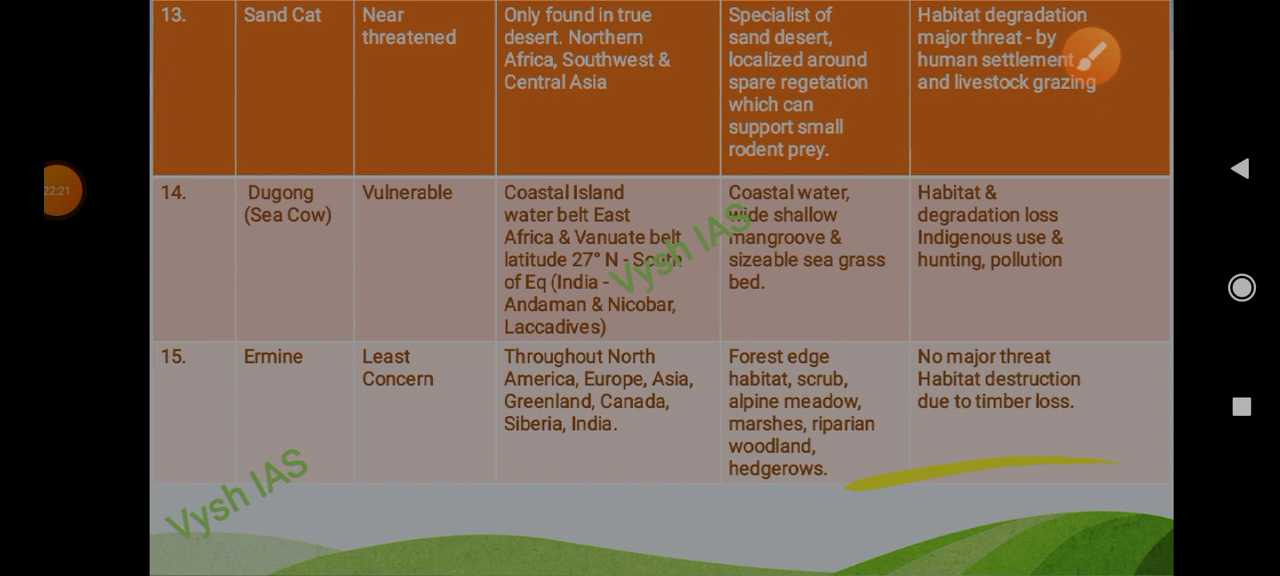 13.
Sand Cat
Near
threatened
Only found in true
desert. Northern
Africa, Southwest &
Central Asia
Specialist of
sand desert,
localized around
spare regetation
which can
support small
rodent prey.
Habitat degradation
major threat - by
human settlement
and livestock grazing
22:21
14.
Dugong
(Sea Cow)
Vulnerable
Coastal Island
water belt East
Africa & Vanuate belt
latitude 27° N - South
of Eq (India -
Andaman & Nicobar,
Laccadives)
Coastal water,
wide shallow
mangroove &
sizeable sea grass
bed.
Habitat &
degradation loss
Indigenous use &
hunting, pollution
Vysh IAS
15.
Ermine
Least
Concern
Throughout North
America, Europe, Asia,
Greenland, Canada,
Siberia, India.
Forest edge
habitat, scrub,
alpine meadow,
marshes, riparian
woodland,
hedgerows.
No major threat
Habitat destruction
due to timber loss.
Vysh IAS